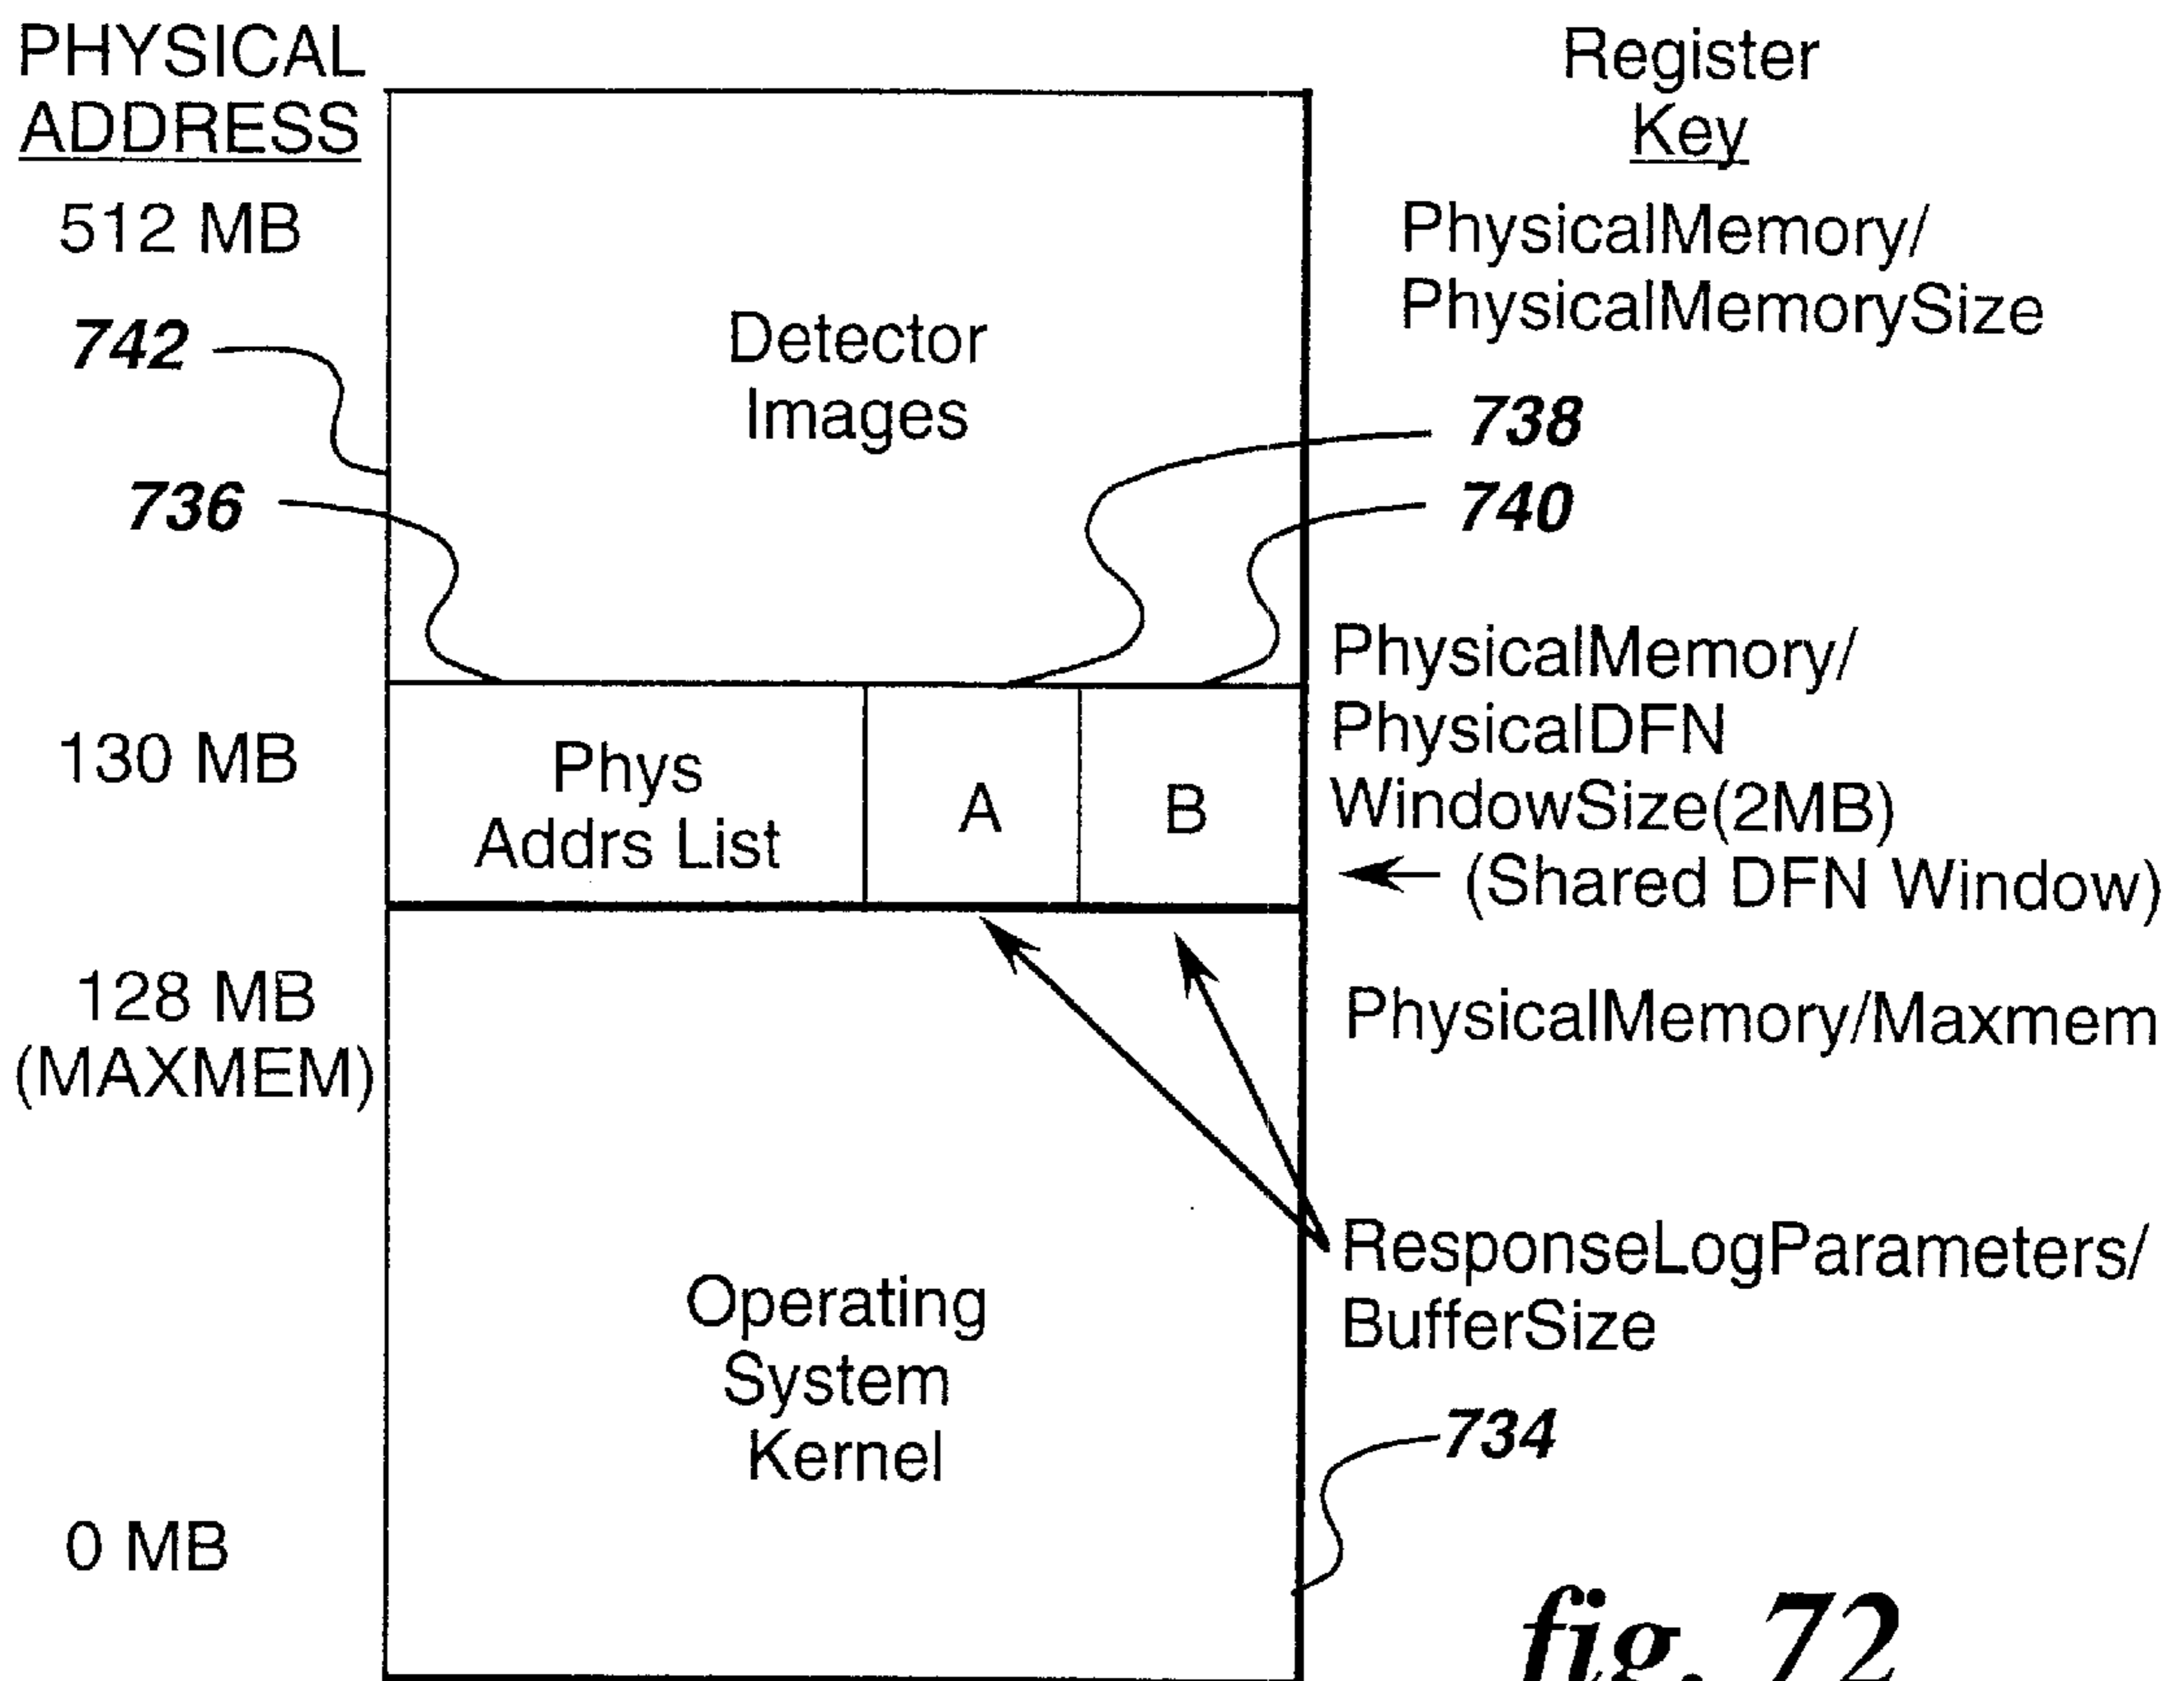 PHYSICAL
ADDRESS
512 MB
742
736
130 MB
128 MB
(MAXMEM)
0 MB
Detector
Images
Phys
Addrs List
A
B
Operating
System
Kernel
Register
Key
PhysicalMemory/
PhysicalMemorySize
738
740
PhysicalMemory/
PhysicalDFN
WindowSize(2MB)
(Shared DFN Window)
PhysicalMemory/Maxmem
ResponseLogParameters/
BufferSize
734
fig. 72